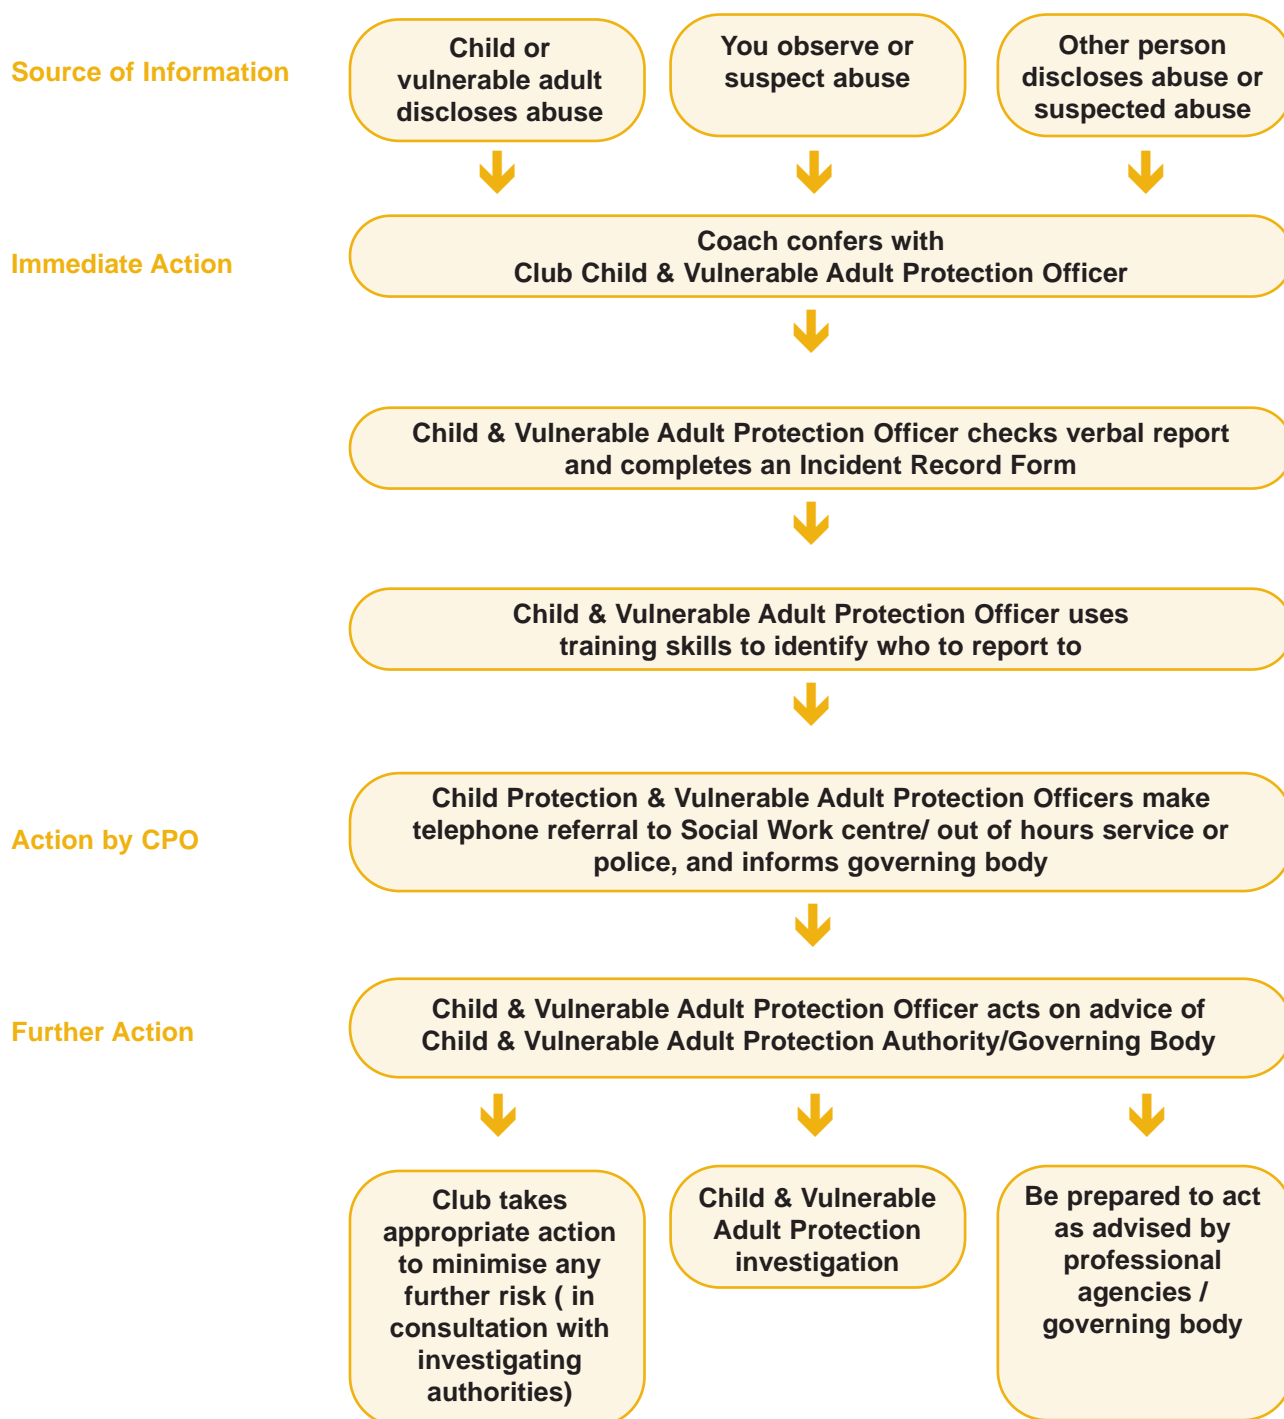 Source of Information
Child or
vulnerable adult
discloses abuse
You observe or
suspect abuse
Other person
discloses abuse or
suspected abuse
Immediate Action
Coach confers with
Club Child & Vulnerable Adult Protection Officer
Child & Vulnerable Adult Protection Officer checks verbal report
and completes an Incident Record Form
Child & Vulnerable Adult Protection Officer uses
training skills to identify who to report to
Action by CPO
Child Protection & Vulnerable Adult Protection Officers make
telephone referral to Social Work centre/ out of hours service or
police, and informs governing body
Further Action
Child & Vulnerable Adult Protection Officer acts on advice of
Child & Vulnerable Adult Protection Authority/Governing Body
Club takes
appropriate action
to minimise any
further risk ( in
consultation with
investigating
authorities)
Child & Vulnerable
Adult Protection
investigation
Be prepared to act
as advised by
professional
agencies /
governing body